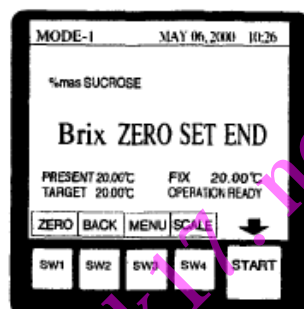 MODE-1 MAY 06, 2000 10:26
%mas SUCROSE
Brix ZERO SET END
PRESENT 20.00℃ FIX 20.00℃
TARGET 20.00℃ OPERATION READY
ZERO BACK MENU SCALE
SW1 SW2 SW3 SW4 START